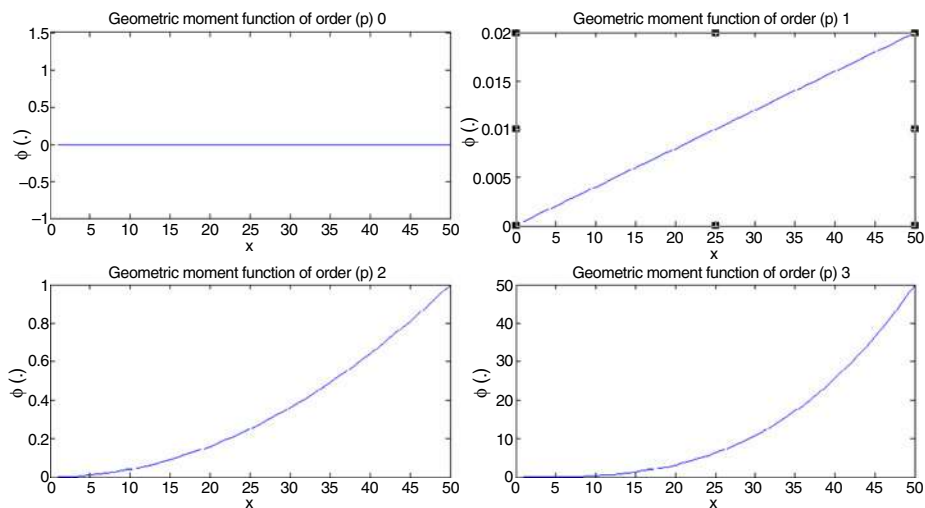 Geometric moment function of order (p) 0
1.5
1
0.5
0
−0.5
−1
ϕ (.)
0 5 10 15 20 25 30 35 40 45 50
x
Geometric moment function of order (p) 1
0.02
0.015
0.01
0.005
0
ϕ (.)
0 5 10 15 20 25 30 35 40 45 50
x
Geometric moment function of order (p) 2
1
0.8
0.6
0.4
0.2
0
ϕ (.)
0 5 10 15 20 25 30 35 40 45 50
x
Geometric moment function of order (p) 3
50
40
30
20
10
0
ϕ (.)
0 5 10 15 20 25 30 35 40 45 50
x